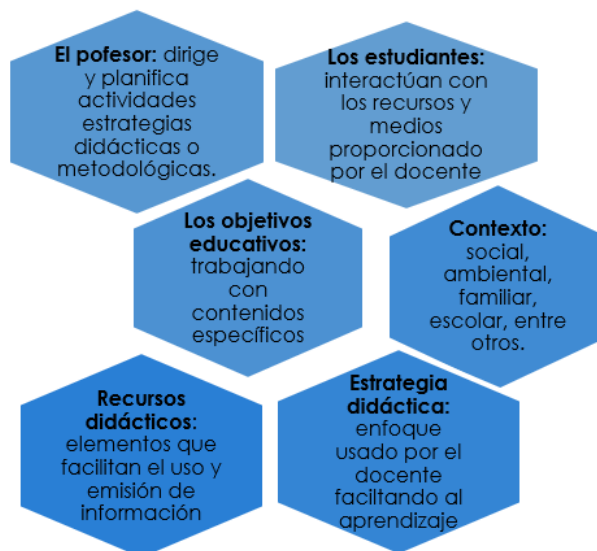 El pofesor: dirige
y planifica
actividades
estrategias
didácticas o
metodológicas.
Los estudiantes:
interactúan con
los recursos y
medios
proporcionado
por el docente
Los objetivos
educativos:
trabajando
con
contenidos
específicos
Contexto:
social,
ambiental,
familiar,
escolar, entre
otros.
Recursos
didácticos:
elementos que
facilitan el uso y
emisión de
información
Estrategia
didáctica:
enfoque
usado por el
docente
faciltando al
aprendizaje